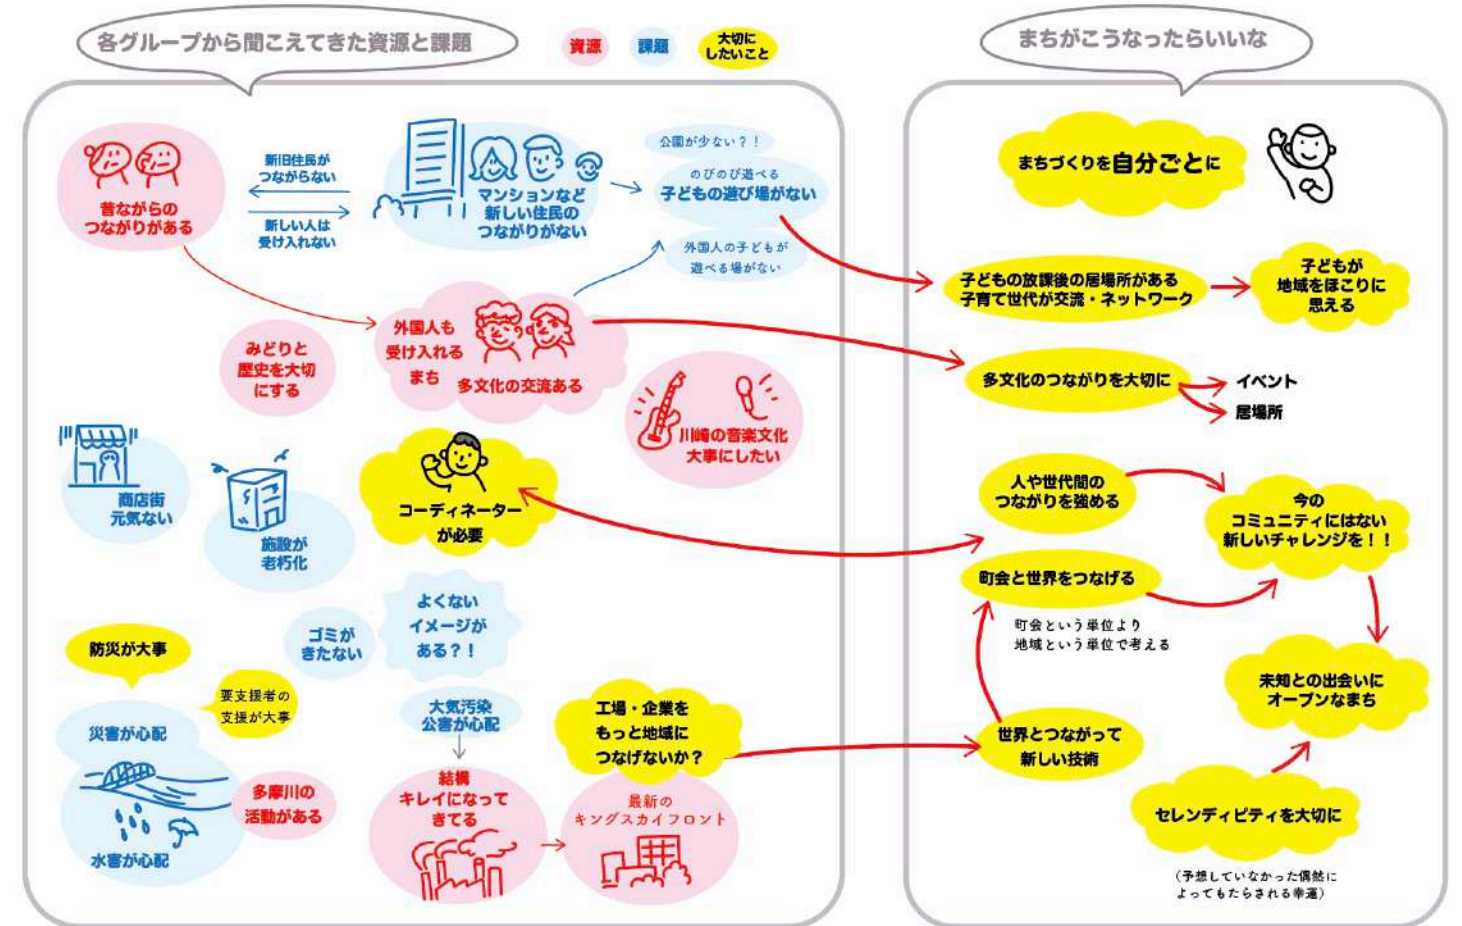 各グループから聞こえてきた資源と課題
資源
課題
大切に
したいこと
まちがこうなったらいいな
昔ながらの
つながりがある
新旧住民が
つながらない
新しい人は
受け入れない
マンションなど
新しい住民の
つながりがない
公園が少ない？！
のびのび遊べる
子どもの遊び場がない
外国人の子どもが
遊べる場がない
みどりと
歴史を大切
にする
外国人も
受け入れる
まち
多文化の交流ある
川崎の音楽文化
大事にしたい
商店街
元気ない
施設が
老朽化
コーディネーター
が必要
よくない
イメージが
ある？！
ゴミが
きたない
防災が大事
要支援者の
支援が大事
災害が心配
水害が心配
多摩川の
活動がある
大気汚染
公害が心配
結構
キレイになって
きてる
工場・企業を
もっと地域に
つなげないか？
最新の
キングスカイフロント
まちづくりを自分ごとに
子どもの放課後の居場所がある
子育て世代が交流・ネットワーク
子どもが
地域をほこりに
思える
多文化のつながりを大切に
イベント
居場所
人や世代間の
つながりを強める
今の
コミュニティにはない
新しいチャレンジを！！
町会と世界をつなげる
町会という単位より
地域という単位で考える
未知との出会いに
オープンなまち
世界とつながって
新しい技術
セレンディピティを大切に
（予想していなかった偶然に
よってもたらされる幸運）